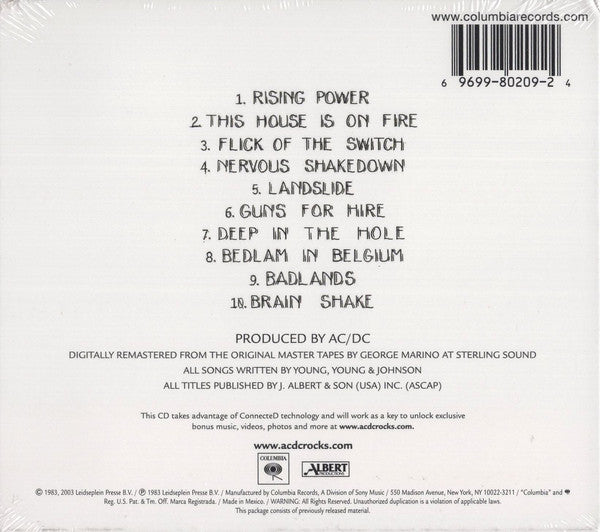 www.columbiarecords.com
6 9699-80209-2 4
1. RISING POWER
2. THIS HOUSE IS ON FIRE
3. FLICK OF THE SWITCH
4. NERVOUS SHAKEDOWN
5. LANDSLIDE
6. GUNS FOR HIRE
7. DEEP IN THE HOLE
8. BEDLAM IN BELGIUM
9. BADLANDS
10. BRAIN SHAKE
PRODUCED BY AC/DC
DIGITALLY REMASTERED FROM THE ORIGINAL MASTER TAPES BY GEORGE MARINO AT STERLING SOUND
ALL SONGS WRITTEN BY YOUNG, YOUNG & JOHNSON
ALL TITLES PUBLISHED BY J. ALBERT & SON (USA) INC. (ASCAP)
This CD takes advantage of ConnecteD technology and will work as a key to unlock exclusive
bonus music, videos, photos and more at www.acdcrocks.com.
www.acdcrocks.com
COLUMBIA
ALBERT
PRODUCTIONS
© 1983, 2003 Leidseplein Presse B.V. / ℗ 1983 Leidseplein Presse B.V. / Manufactured by Columbia Records, A Division of Sony Music / 550 Madison Avenue, New York, NY 10022-3211 / "Columbia" and
Reg. U.S. Pat. & Tm. Off. Marca Registrada. / Made in Mexico. / WARNING: All Rights Reserved. Unauthorized duplication is a violation of applicable laws.
This package consists of previously released material.